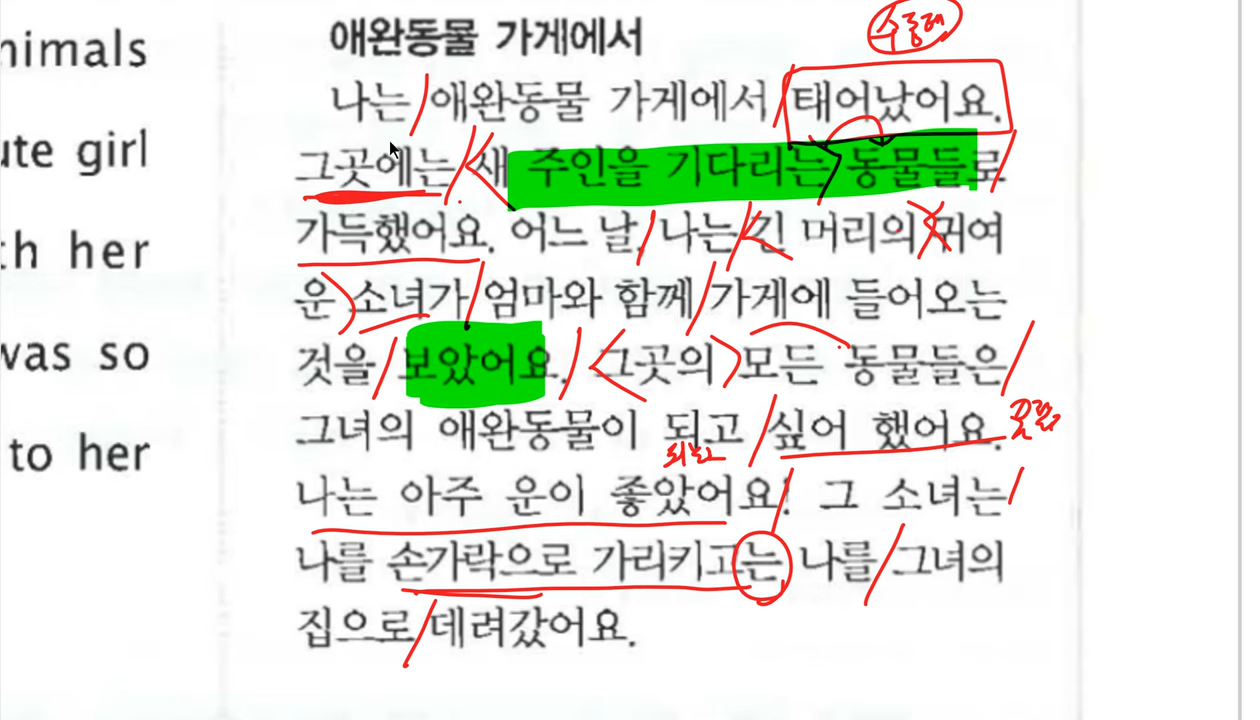 애완동물 가게에서
수동태
나는 애완동물 가게에서 태어났어요.
그곳에는 새 주인을 기다리는 동물들로
가득했어요. 어느 날, 나는 긴 머리의 귀여
운 소녀가 엄마와 함께 가게에 들어오는
것을 보았어요. 그곳의 모든 동물들은
그녀의 애완동물이 되고 싶어 했어요.
나는 아주 운이 좋았어요! 그 소녀는
나를 손가락으로 가리키고는 나를 그녀의
집으로 데려갔어요.
nimals
ute girl
h her
was so
to her